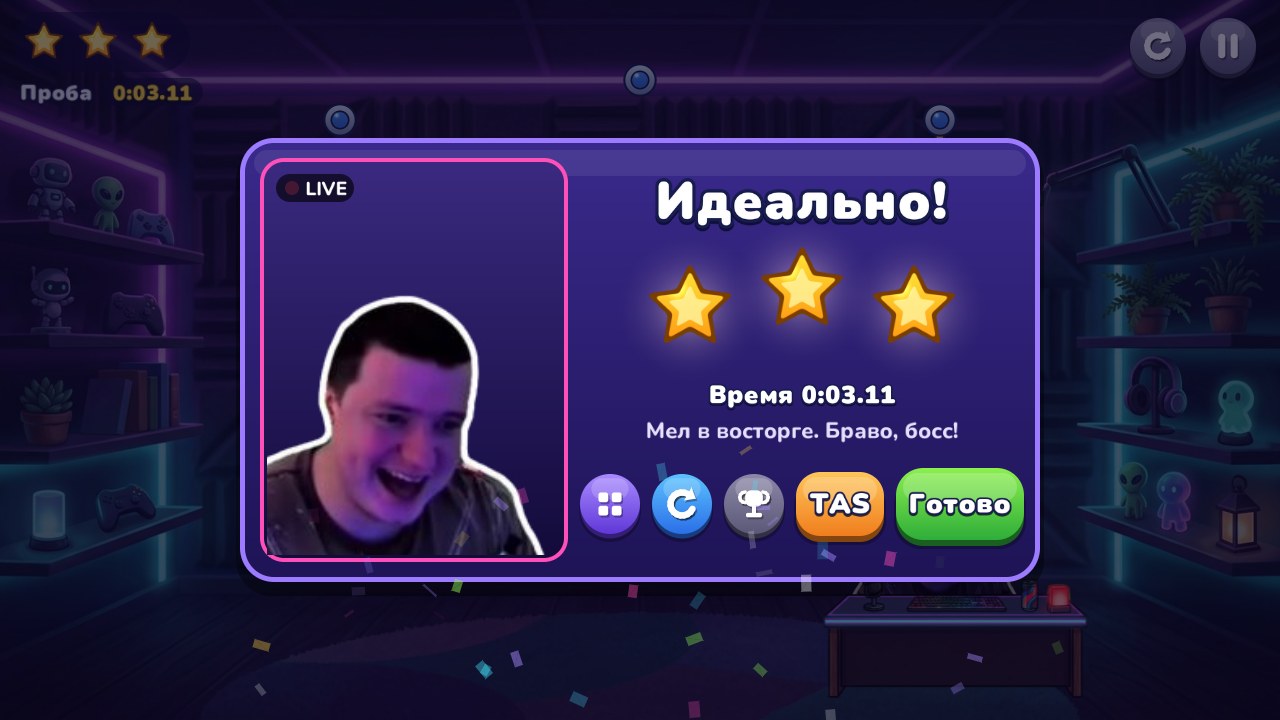 Проба 0:03.11
LIVE
Идеально!
Время 0:03.11
Мел в восторге. Браво, босс!
TAS
Готово